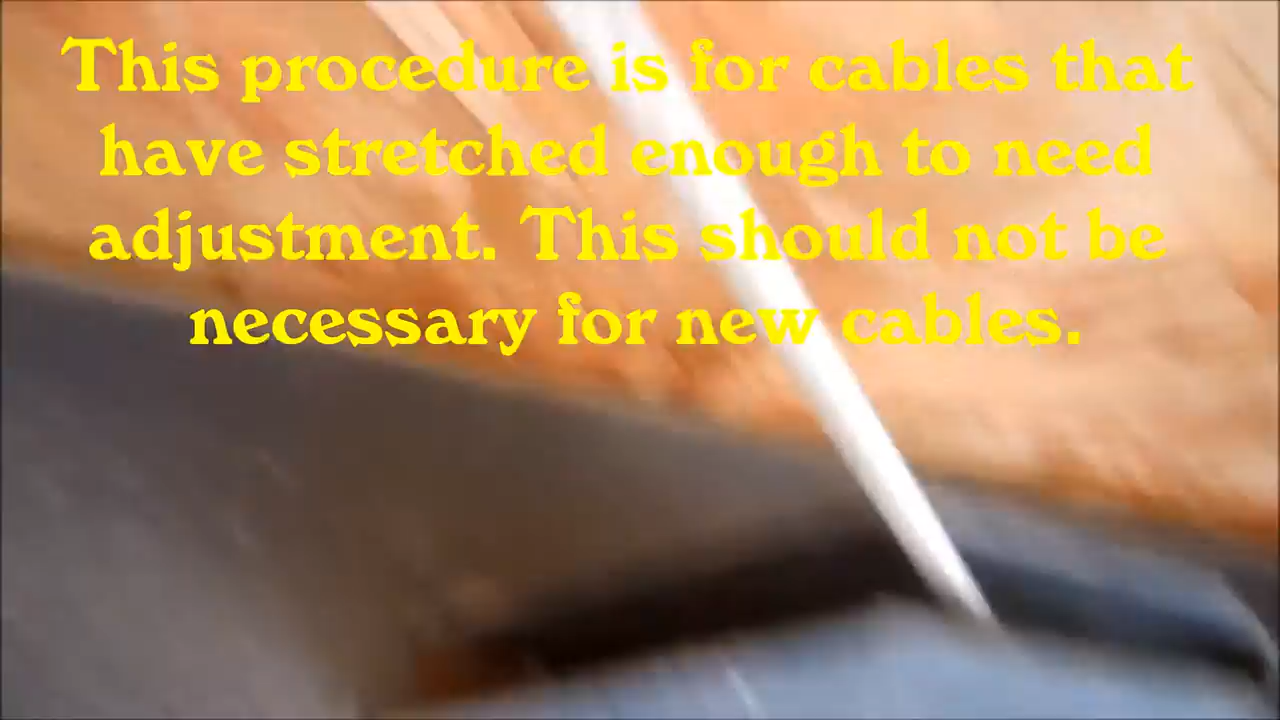 This procedure is for cables that
have stretched enough to need
adjustment. This should not be
necessary for new cables.